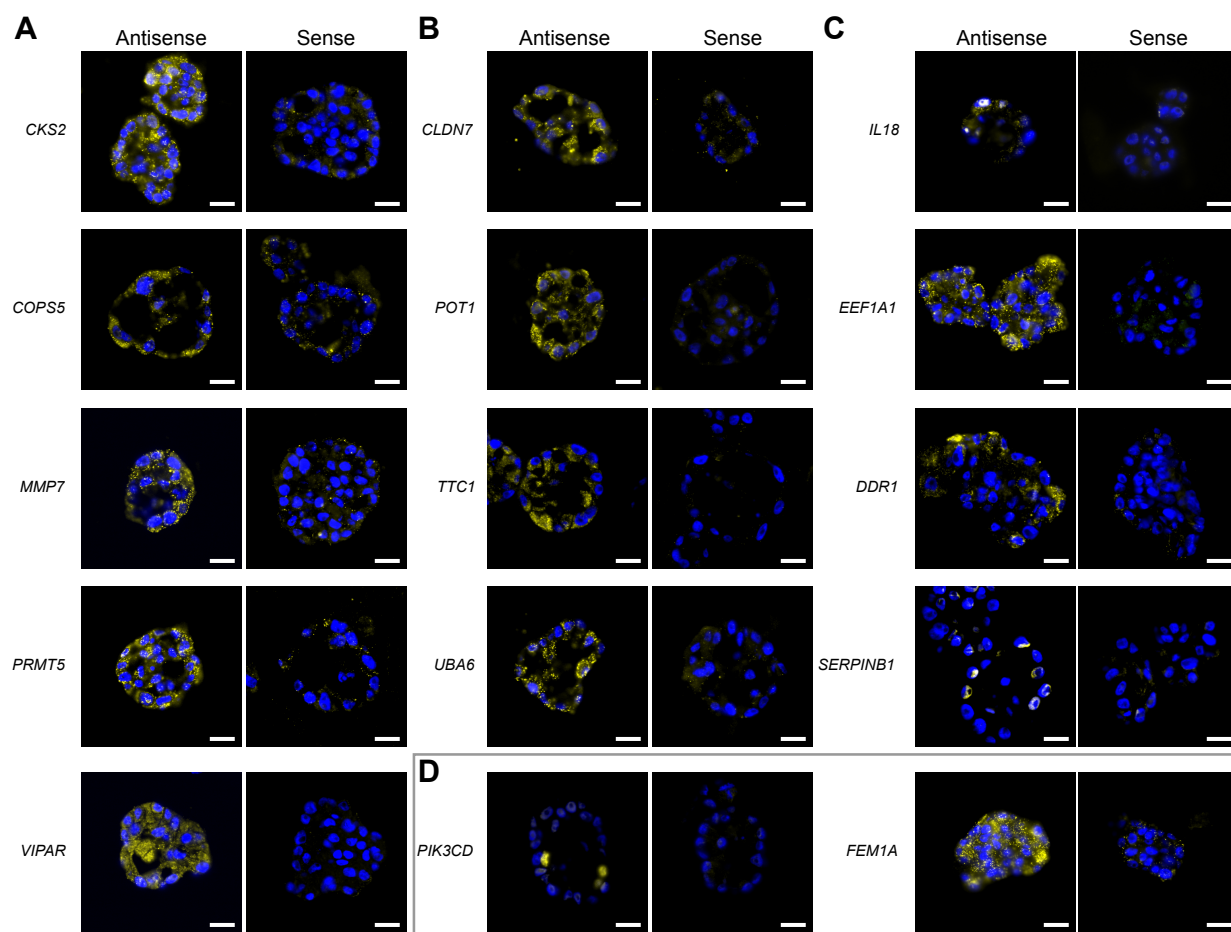 A B C
Antisense Sense Antisense Sense Antisense Sense
CKS2 CLDN7 IL18
COPS5 POT1 EEF1A1
MMP7 TTC1 DDR1
PRMT5 UBA6 SERPINB1
D
VIPAR PIK3CD FEM1A